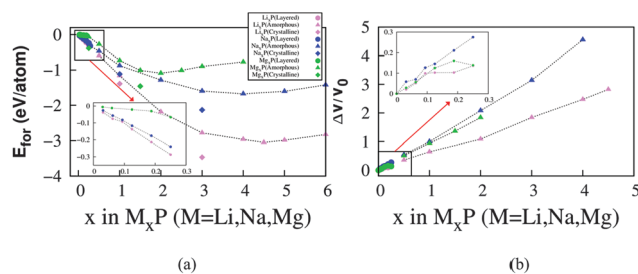 Li_xP(Layered)
Li_xP(Amorphous)
Li_xP(Crystalline)
Na_xP(Layered)
Na_xP(Amorphous)
Na_xP(Crystalline)
Mg_xP(Layered)
Mg_xP(Amorphous)
Mg_xP(Crystalline)
E_for (eV/atom)
0
−1
−2
−3
−4
0
-0.1
-0.2
-0.3
0 0.1 0.2 0.3
0 1 2 3 4 5 6
x in M_xP (M=Li,Na,Mg)
(a)
ΔV/V_0
5
4
3
2
1
0
0.3
0.2
0.1
0
0 0.1 0.2 0.3
0 1 2 3 4 5
x in M_xP (M=Li,Na,Mg)
(b)